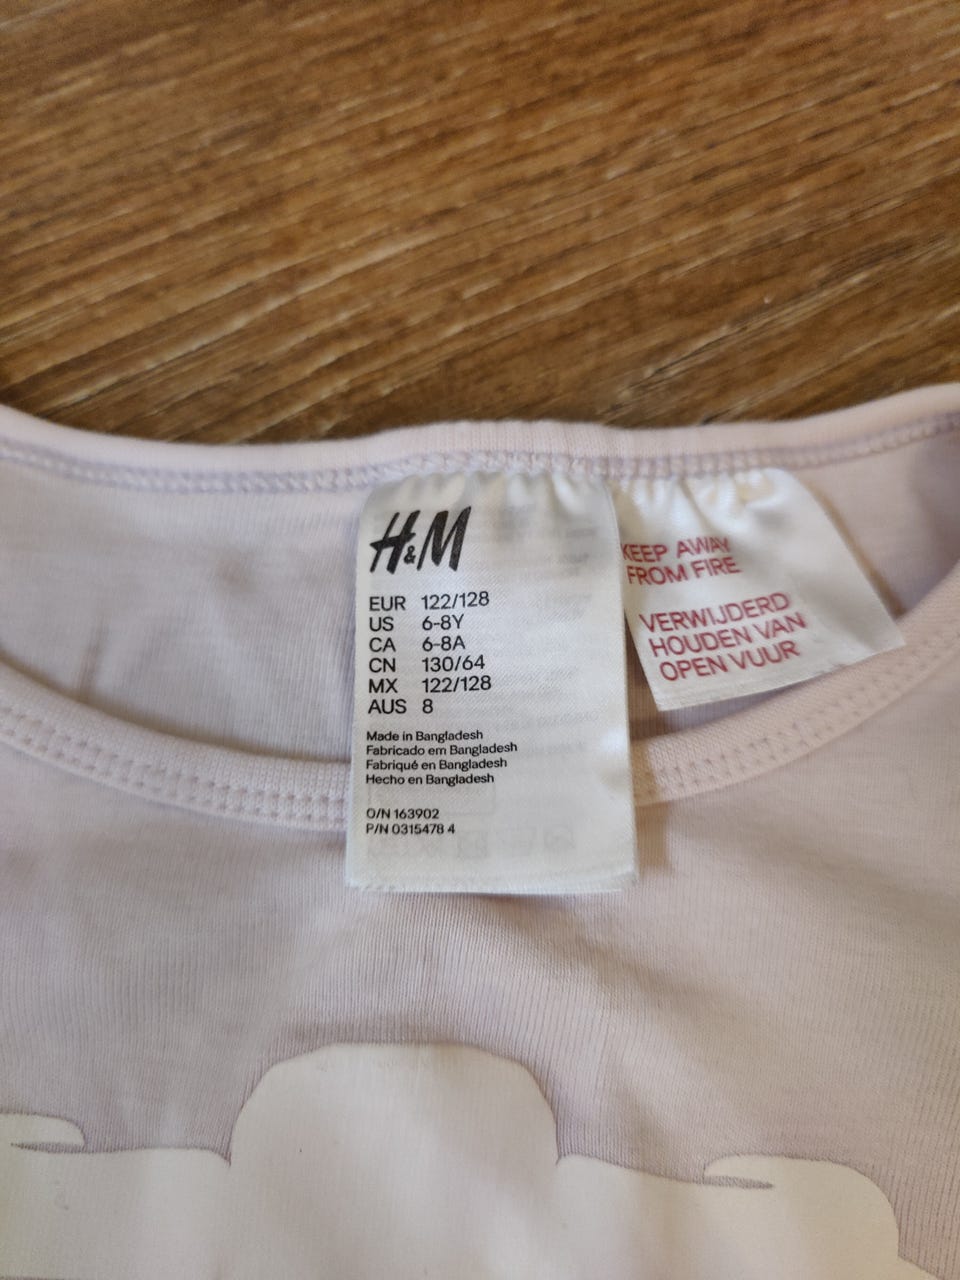 H&M
EUR 122/128
US 6-8Y
CA 6-8A
CN 130/64
MX 122/128
AUS 8
Made in Bangladesh
Fabricado em Bangladesh
Fabriqué en Bangladesh
Hecho en Bangladesh
O/N 163902
P/N 0315478 4
KEEP AWAY
FROM FIRE
VERWIJDERD
HOUDEN VAN
OPEN VUUR